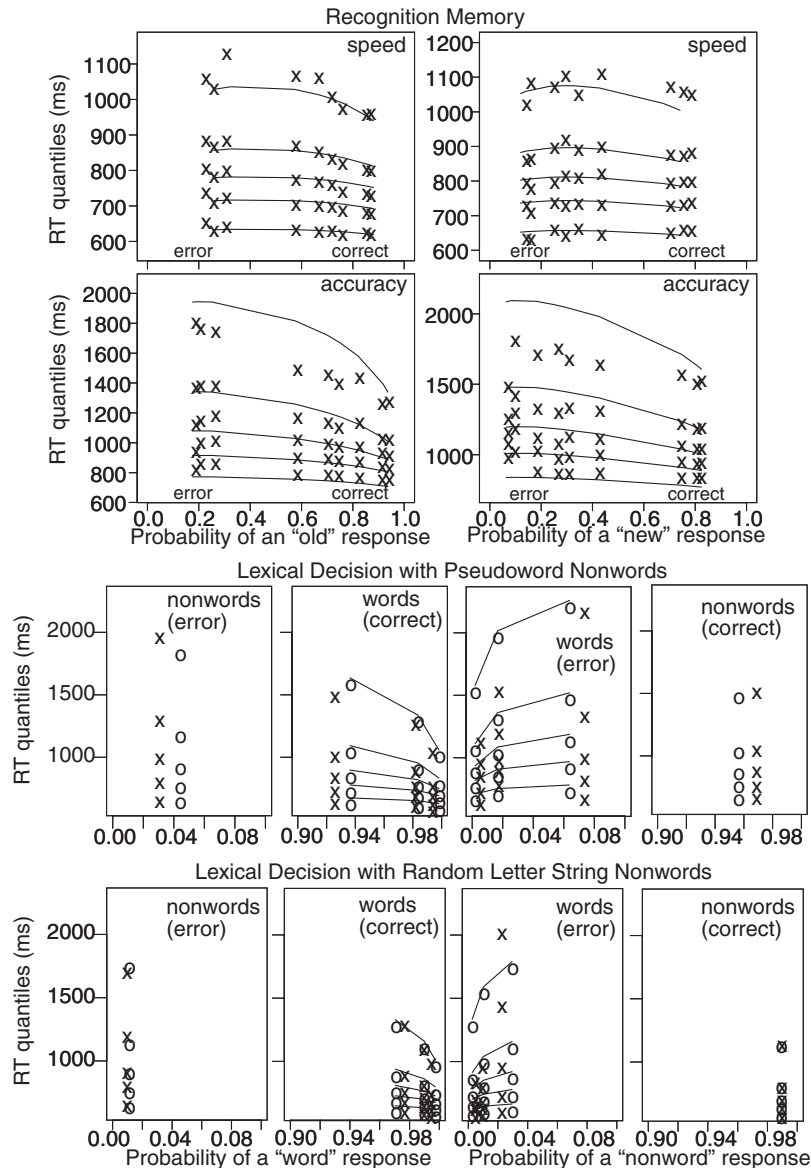 Recognition Memory
speed
speed
RT quantiles (ms)
1100
1000
900
800
700
600
error
correct
RT quantiles (ms)
1200
1100
1000
900
800
700
600
error
correct
accuracy
accuracy
RT quantiles (ms)
2000
1800
1600
1400
1200
1000
800
600
error
correct
2000
1500
1000
error
correct
0.0 0.2 0.4 0.6 0.8 1.0
0.0 0.2 0.4 0.6 0.8 1.0
Probability of an “old” response
Probability of a “new” response
Lexical Decision with Pseudoword Nonwords
nonwords
(error)
words
(correct)
words
(error)
nonwords
(correct)
RT quantiles (ms)
2000
1500
1000
0.00 0.04 0.08
0.90 0.94 0.98
0.00 0.04 0.08
0.90 0.94 0.98
Lexical Decision with Random Letter String Nonwords
nonwords
(error)
words
(correct)
words
(error)
nonwords
(correct)
RT quantiles (ms)
2000
1500
1000
0.00 0.04 0.08
0.90 0.94 0.98
0.00 0.04 0.08
0.90 0.94 0.98
Probability of a “word” response
Probability of a “nonword” response